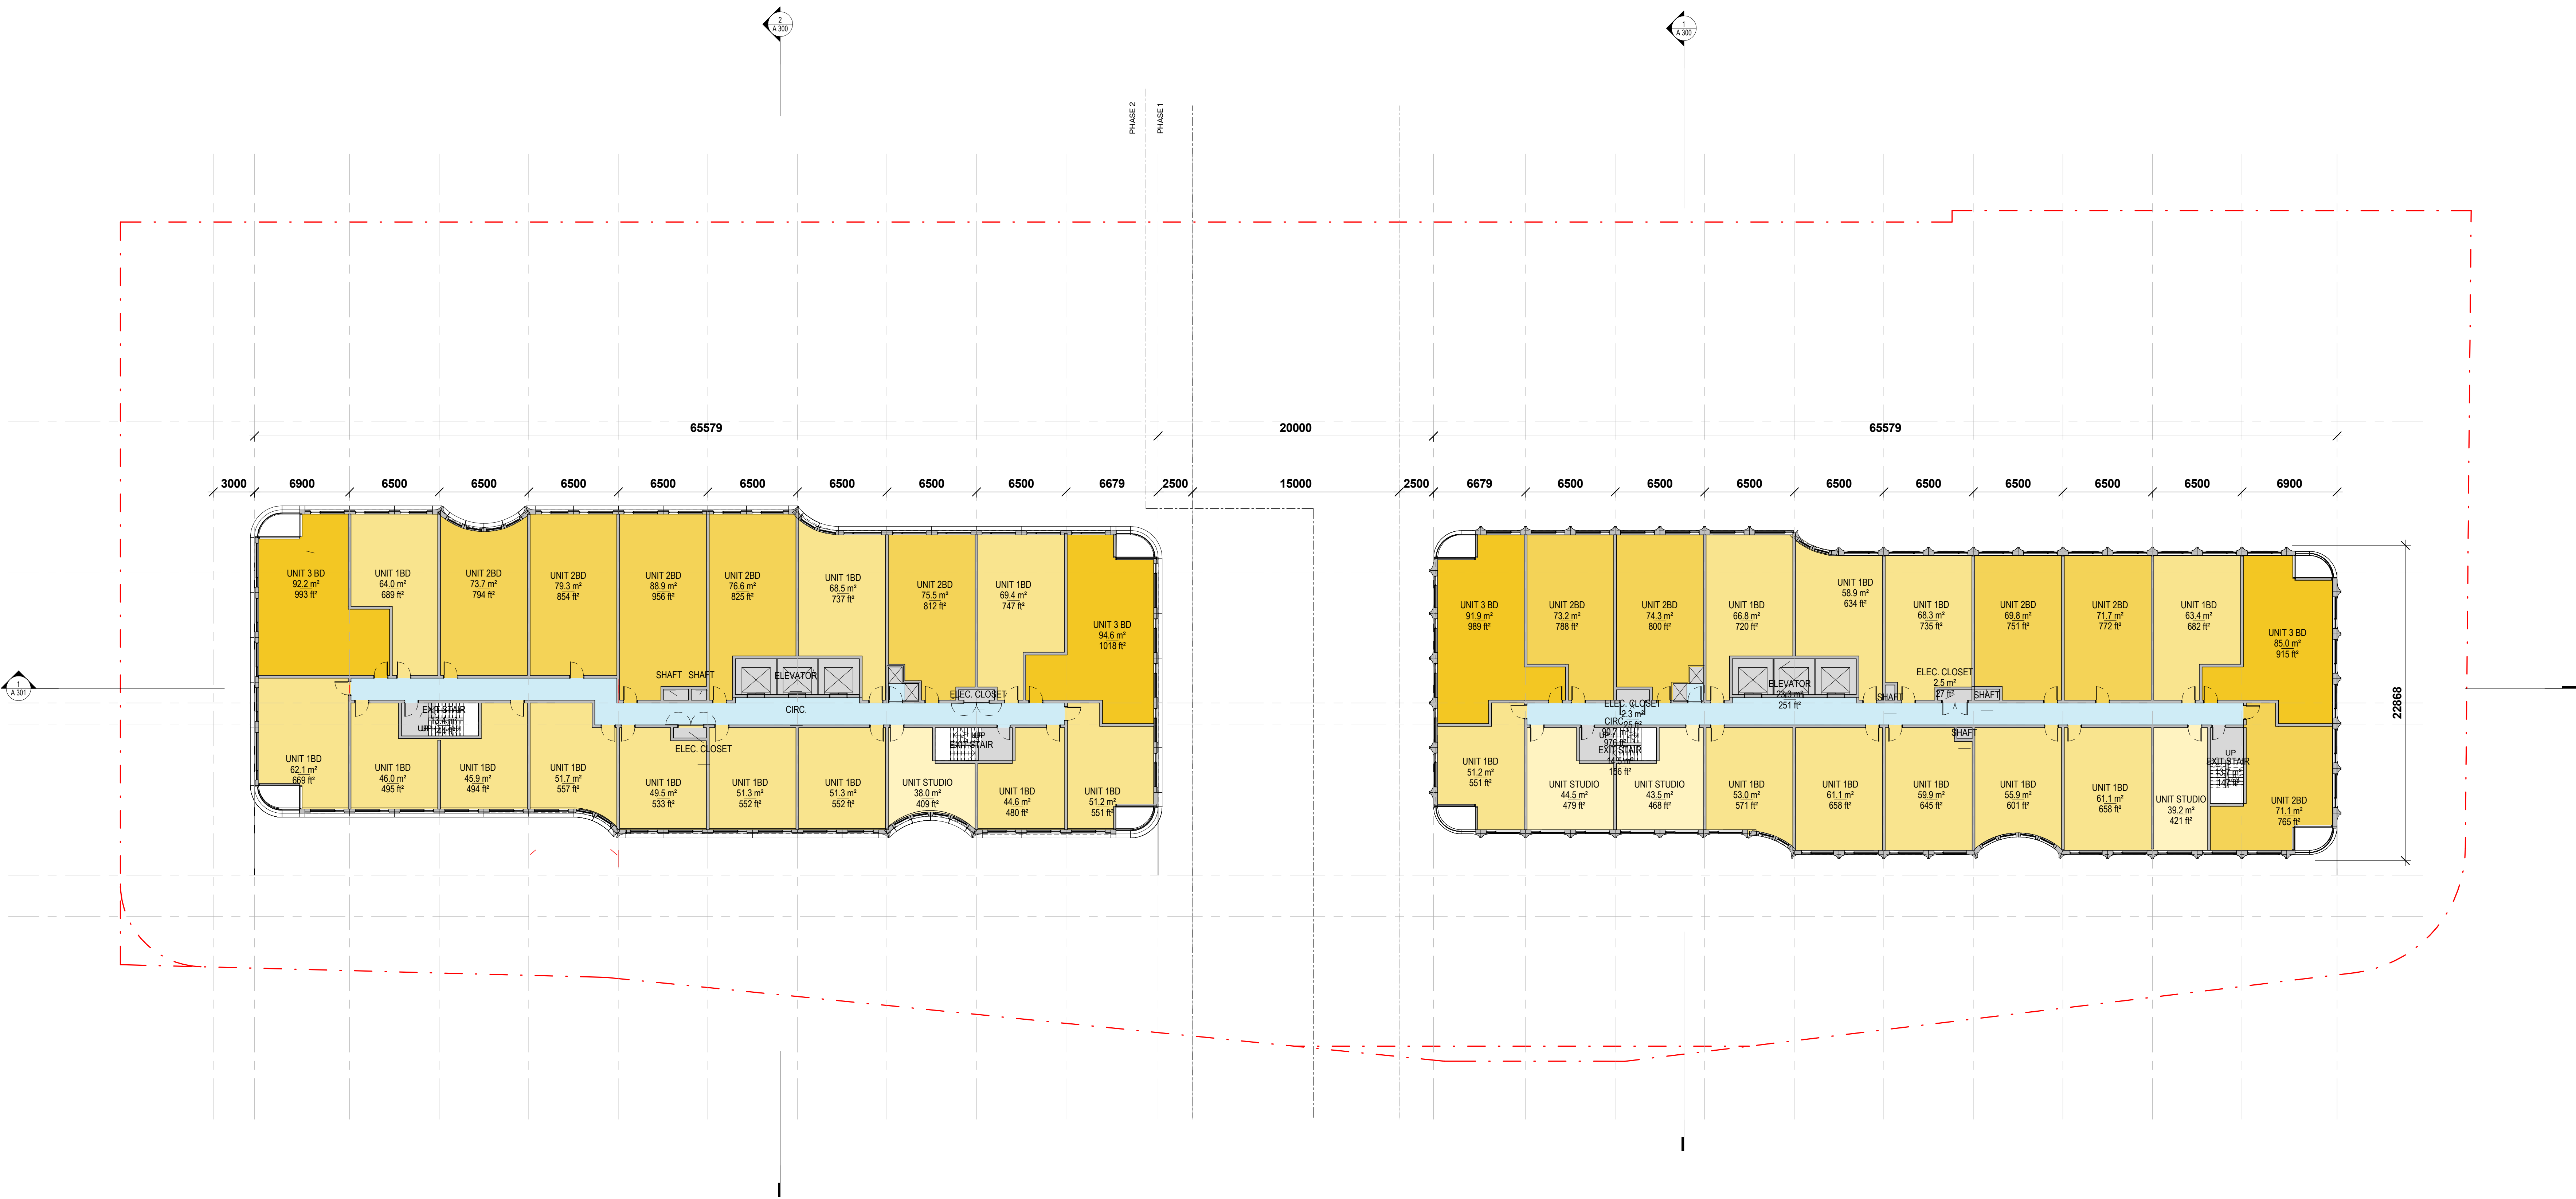 2
A 300
1
A 300
PHASE 2
PHASE 1
65579
20000
65579
3000
6900
6500
6500
6500
6500
6500
6500
6500
6500
6679
2500
15000
2500
6679
6500
6500
6500
6500
6500
6500
6500
6500
6900
22868
1
A 301
UNIT 3 BD
92.2 m²
993 ft²
UNIT 1BD
64.0 m²
689 ft²
UNIT 2BD
73.7 m²
794 ft²
UNIT 2BD
79.3 m²
854 ft²
UNIT 2BD
88.9 m²
956 ft²
UNIT 2BD
76.6 m²
825 ft²
UNIT 1BD
68.5 m²
737 ft²
UNIT 2BD
75.5 m²
812 ft²
UNIT 1BD
69.4 m²
747 ft²
UNIT 3 BD
94.6 m²
1018 ft²
SHAFT
SHAFT
ELEVATOR
ELEC. CLOSET
CIRC.
EXIT STAIR
UP
ELEC. CLOSET
UP
EXIT STAIR
UNIT 1BD
62.1 m²
669 ft²
UNIT 1BD
46.0 m²
495 ft²
UNIT 1BD
45.9 m²
494 ft²
UNIT 1BD
51.7 m²
557 ft²
UNIT 1BD
49.5 m²
533 ft²
UNIT 1BD
51.3 m²
552 ft²
UNIT 1BD
51.3 m²
552 ft²
UNIT STUDIO
38.0 m²
409 ft²
UNIT 1BD
44.6 m²
480 ft²
UNIT 1BD
51.2 m²
551 ft²
UNIT 3 BD
91.9 m²
989 ft²
UNIT 2BD
73.2 m²
788 ft²
UNIT 2BD
74.3 m²
800 ft²
UNIT 1BD
66.8 m²
720 ft²
UNIT 1BD
58.9 m²
634 ft²
UNIT 1BD
68.3 m²
735 ft²
UNIT 2BD
69.8 m²
751 ft²
UNIT 2BD
71.7 m²
772 ft²
UNIT 1BD
63.4 m²
682 ft²
UNIT 3 BD
85.0 m²
915 ft²
ELEVATOR
23.3 m²
251 ft²
SHAFT
ELEC. CLOSET
2.5 m²
27 ft²
SHAFT
SHAFT
ELEC. CLOSET
2.3 m²
25 ft²
CIRC.
90.7 m²
UP
EXIT STAIR
14.5 m²
156 ft²
UP
EXIT STAIR
UNIT 1BD
51.2 m²
551 ft²
UNIT STUDIO
44.5 m²
479 ft²
UNIT STUDIO
43.5 m²
468 ft²
UNIT 1BD
53.0 m²
571 ft²
UNIT 1BD
61.1 m²
658 ft²
UNIT 1BD
59.9 m²
645 ft²
UNIT 1BD
55.9 m²
601 ft²
UNIT 1BD
61.1 m²
658 ft²
UNIT STUDIO
39.2 m²
421 ft²
UNIT 2BD
71.1 m²
765 ft²